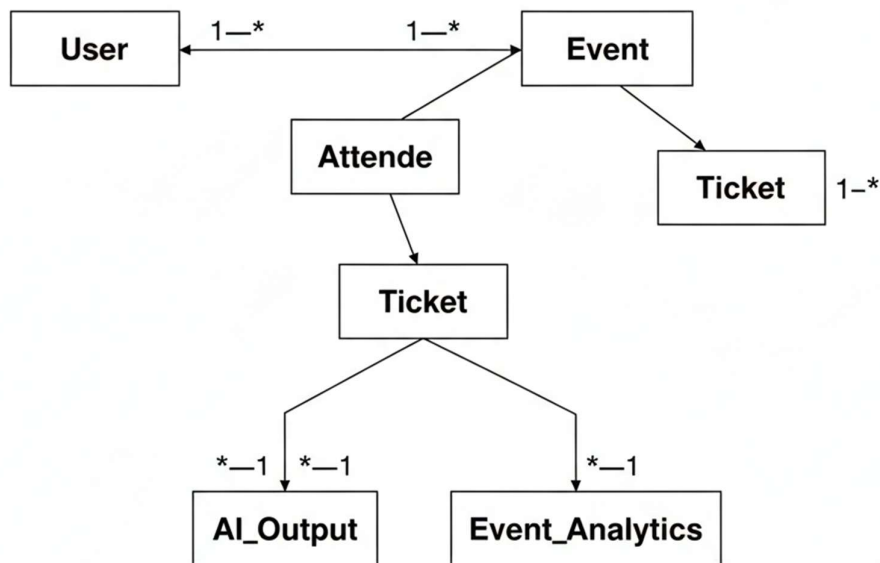 User
1—*
1—*
Event
Attende
Ticket
1–*
Ticket
*—1
*—1
*—1
AI_Output
Event_Analytics